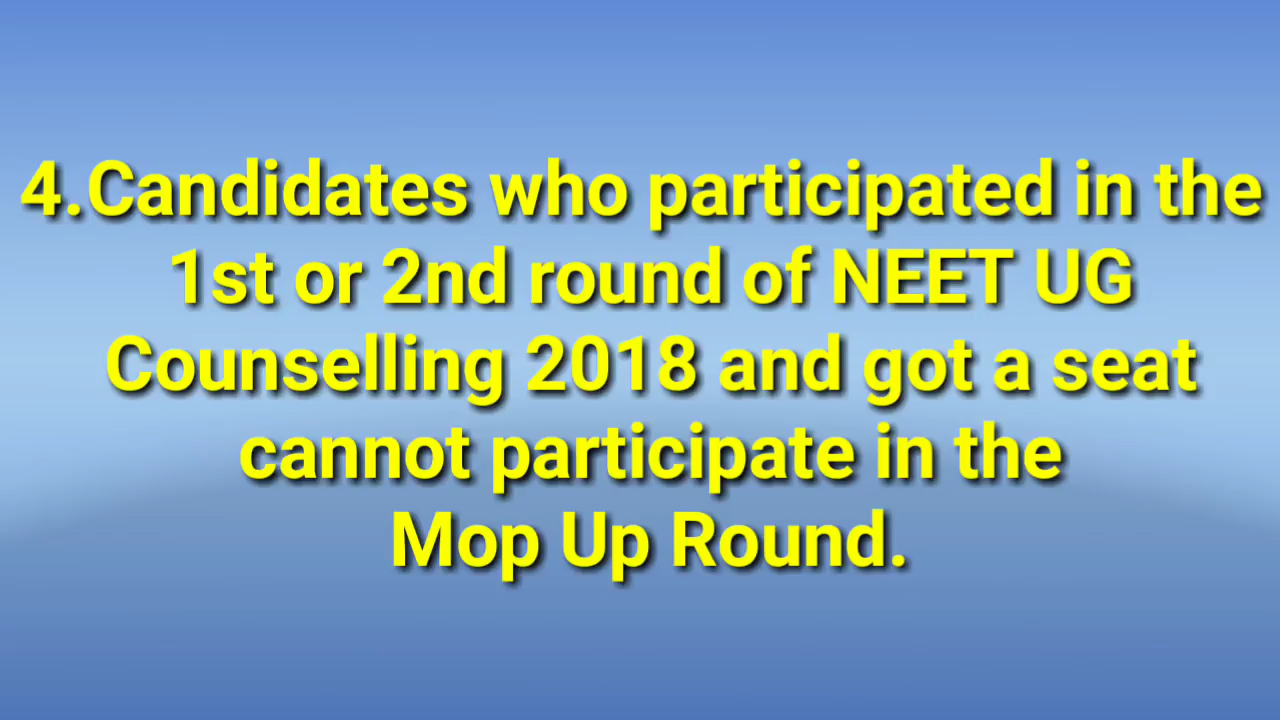 4.Candidates who participated in the
1st or 2nd round of NEET UG
Counselling 2018 and got a seat
cannot participate in the
Mop Up Round.